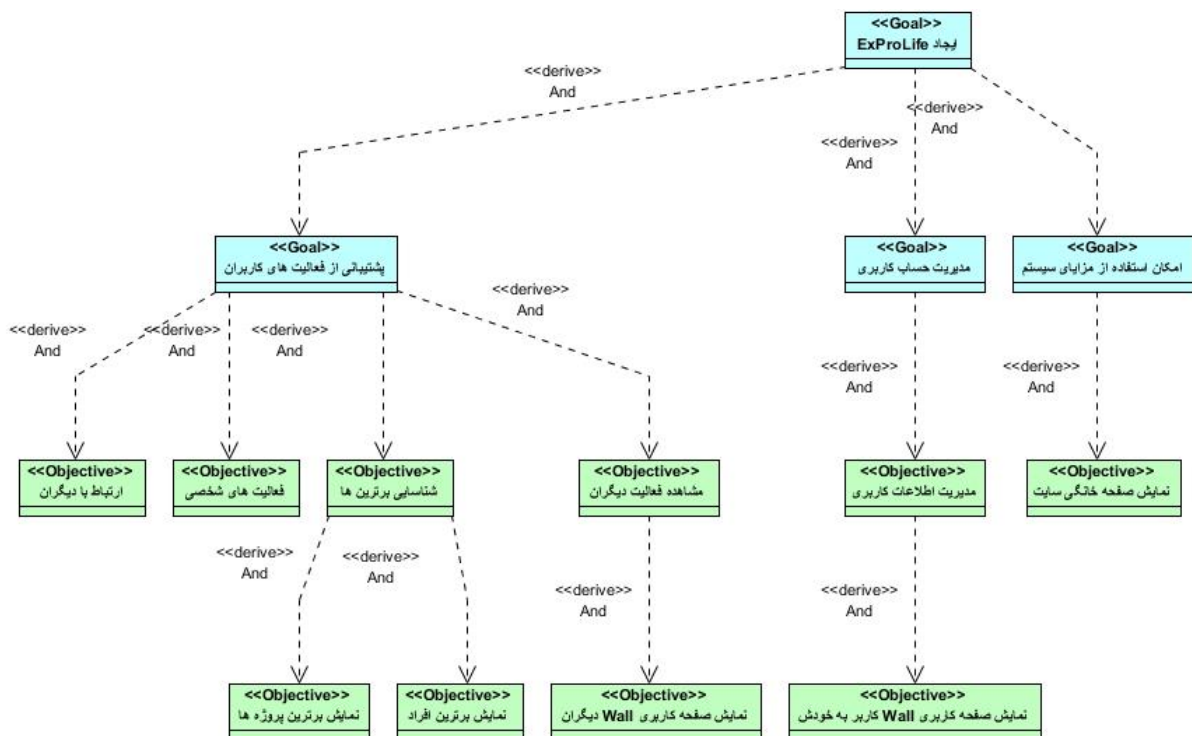 <<Goal>>
ایجاد ExProLife
<<derive>>
And
<<derive>>
And
<<derive>>
And
<<Goal>>
پشتیبانی از فعالیت های کاربران
<<Goal>>
مدیریت حساب کاربری
<<Goal>>
امکان استفاده از مزایای سیستم
<<derive>>
And
<<derive>>
And
<<derive>>
And
<<derive>>
And
<<derive>>
And
<<derive>>
And
<<Objective>>
ارتباط با دیگران
<<Objective>>
فعالیت های شخصی
<<Objective>>
شناسایی برترین ها
<<Objective>>
مشاهده فعالیت دیگران
<<Objective>>
مدیریت اطلاعات کاربری
<<Objective>>
نمایش صفحه خانگی سایت
<<derive>>
And
<<derive>>
And
<<derive>>
And
<<derive>>
And
<<Objective>>
نمایش برترین پروژه ها
<<Objective>>
نمایش برترین افراد
<<Objective>>
نمایش صفحه کاربری Wall دیگران
<<Objective>>
نمایش صفحه کزبری Wall کاربر به خودش